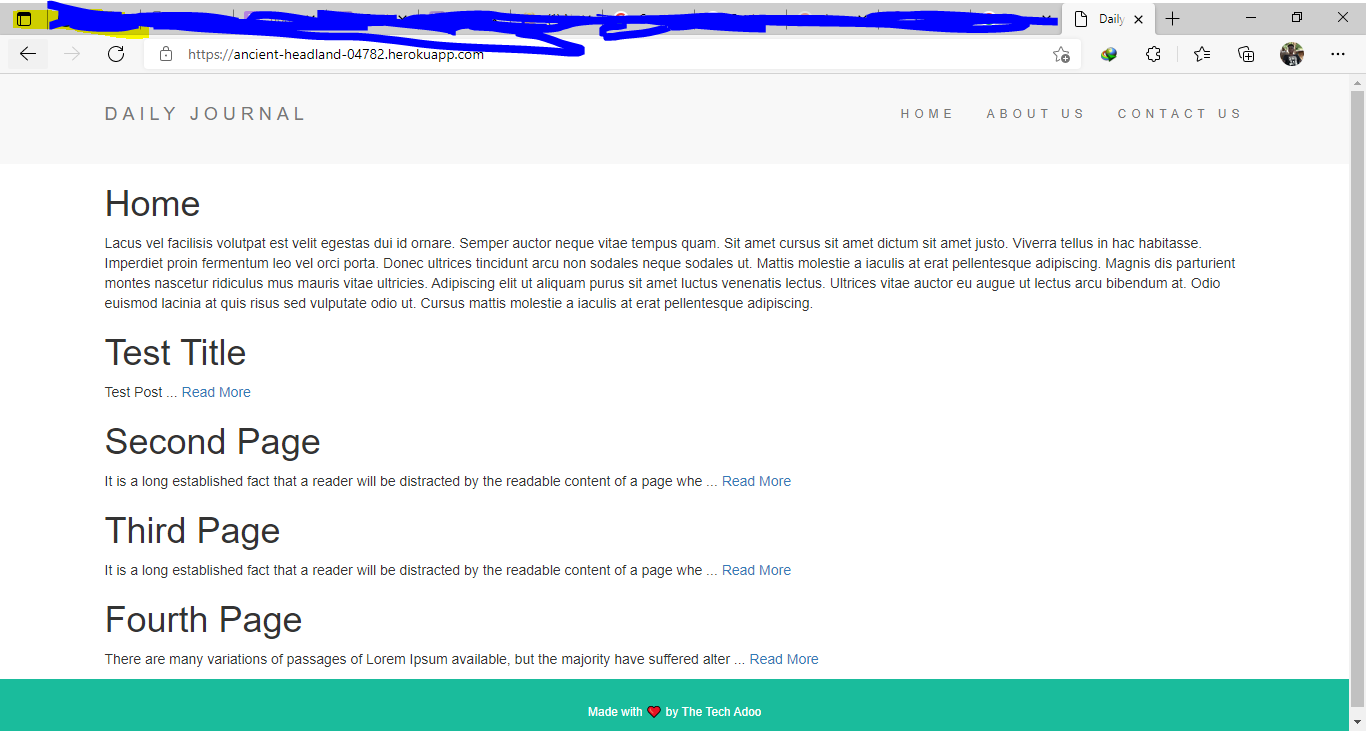 Daily
https://ancient-headland-04782.herokuapp.com
DAILY JOURNAL
HOME ABOUT US CONTACT US
Home
Lacus vel facilisis volutpat est velit egestas dui id ornare. Semper auctor neque vitae tempus quam. Sit amet cursus sit amet dictum sit amet justo. Viverra tellus in hac habitasse.
Imperdiet proin fermentum leo vel orci porta. Donec ultrices tincidunt arcu non sodales neque sodales ut. Mattis molestie a iaculis at erat pellentesque adipiscing. Magnis dis parturient
montes nascetur ridiculus mus mauris vitae ultricies. Adipiscing elit ut aliquam purus sit amet luctus venenatis lectus. Ultrices vitae auctor eu augue ut lectus arcu bibendum at. Odio
euismod lacinia at quis risus sed vulputate odio ut. Cursus mattis molestie a iaculis at erat pellentesque adipiscing.
Test Title
Test Post ... Read More
Second Page
It is a long established fact that a reader will be distracted by the readable content of a page whe ... Read More
Third Page
It is a long established fact that a reader will be distracted by the readable content of a page whe ... Read More
Fourth Page
There are many variations of passages of Lorem Ipsum available, but the majority have suffered alter ... Read More
Made with ❤ by The Tech Adoo